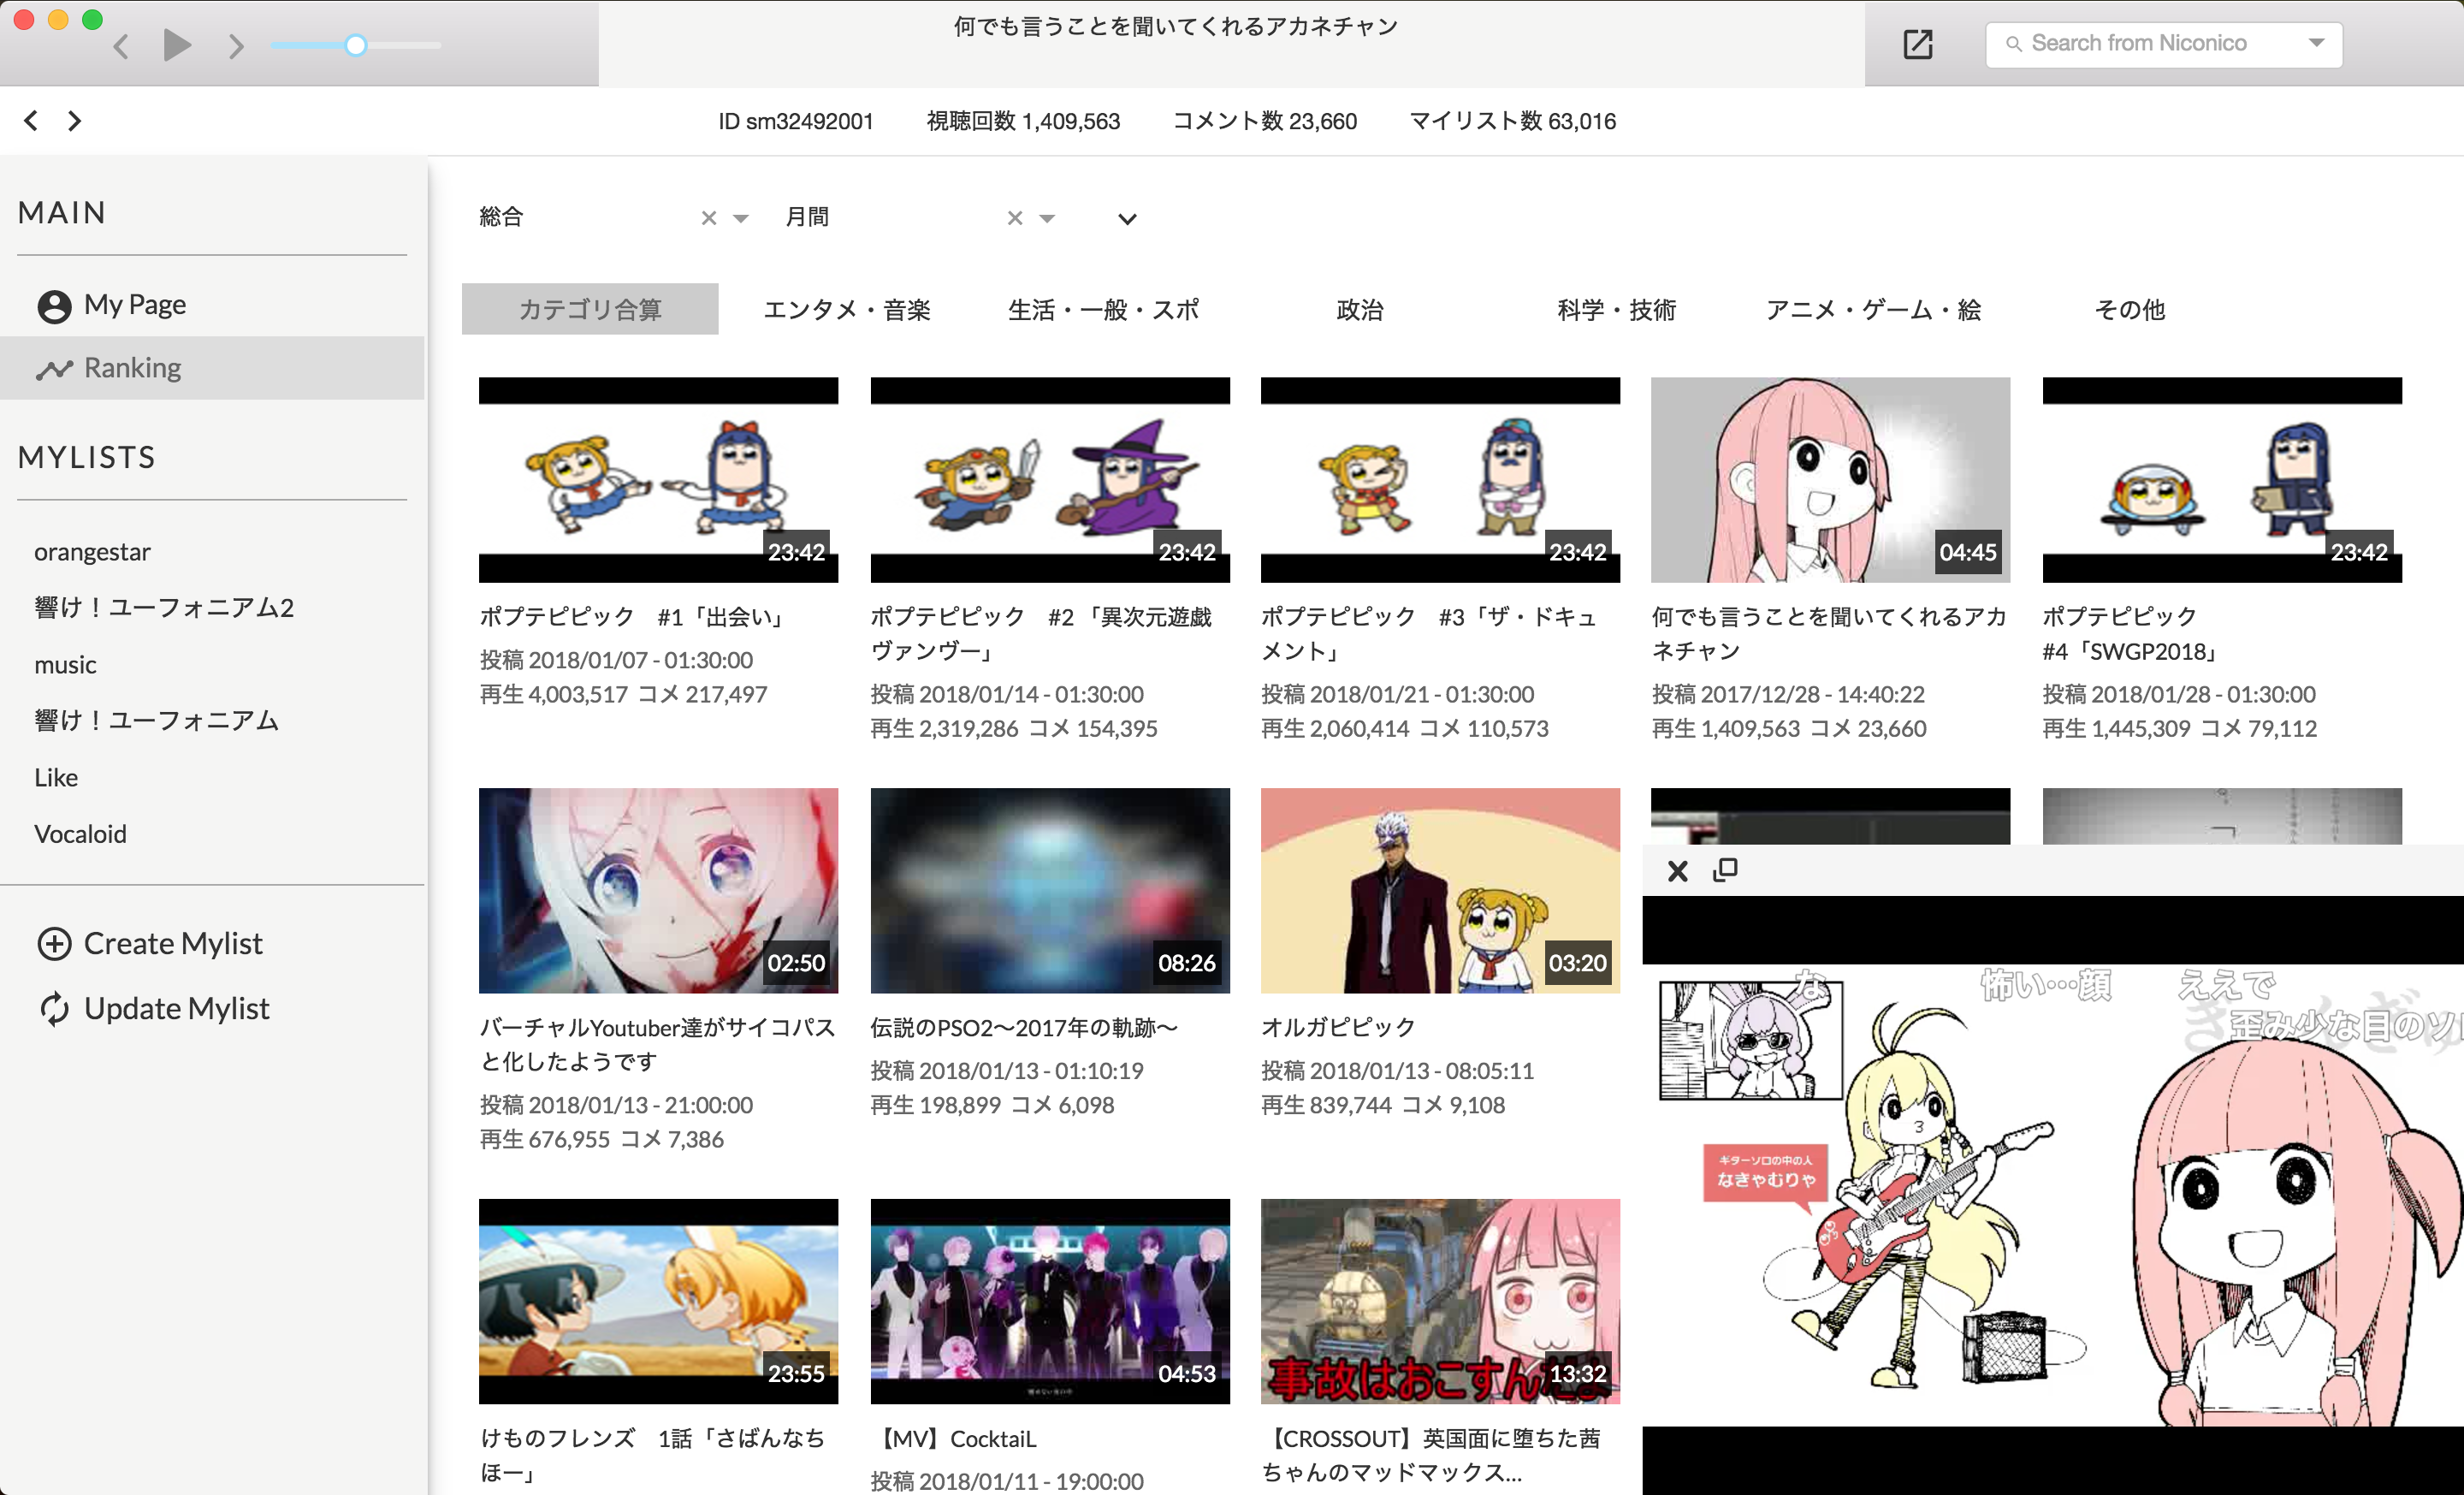 何でも言うことを聞いてくれるアカネチャン
Search from Niconico
ID sm32492001 視聴回数 1,409,563 コメント数 23,660 マイリスト数 63,016
MAIN
My Page
Ranking
MYLISTS
orangestar
響け！ユーフォニアム2
music
響け！ユーフォニアム
Like
Vocaloid
Create Mylist
Update Mylist
総合 月間
カテゴリ合算 エンタメ・音楽 生活・一般・スポ 政治 科学・技術 アニメ・ゲーム・絵 その他
23:42
ポプテピピック　#1「出会い」
投稿 2018/01/07 - 01:30:00
再生 4,003,517 コメ 217,497
23:42
ポプテピピック　#2 「異次元遊戯
ヴァンヴー」
投稿 2018/01/14 - 01:30:00
再生 2,319,286 コメ 154,395
23:42
ポプテピピック　#3「ザ・ドキュ
メント」
投稿 2018/01/21 - 01:30:00
再生 2,060,414 コメ 110,573
04:45
何でも言うことを聞いてくれるアカ
ネチャン
投稿 2017/12/28 - 14:40:22
再生 1,409,563 コメ 23,660
23:42
ポプテピピック
#4「SWGP2018」
投稿 2018/01/28 - 01:30:00
再生 1,445,309 コメ 79,112
02:50
バーチャルYoutuber達がサイコパス
と化したようです
投稿 2018/01/13 - 21:00:00
再生 676,955 コメ 7,386
08:26
伝説のPSO2〜2017年の軌跡〜
投稿 2018/01/13 - 01:10:19
再生 198,899 コメ 6,098
03:20
オルガピピック
投稿 2018/01/13 - 08:05:11
再生 839,744 コメ 9,108
23:55
けものフレンズ　1話「さばんなち
ほー」
04:53
【MV】CocktaiL
投稿 2018/01/11 - 19:00:00
事故はおこすん
13:32
【CROSSOUT】英国面に堕ちた茜
ちゃんのマッドマックス...
な
怖い…顔
ええで
歪み少な目のソ
ギターソロの中の人
なきゃむりゃ